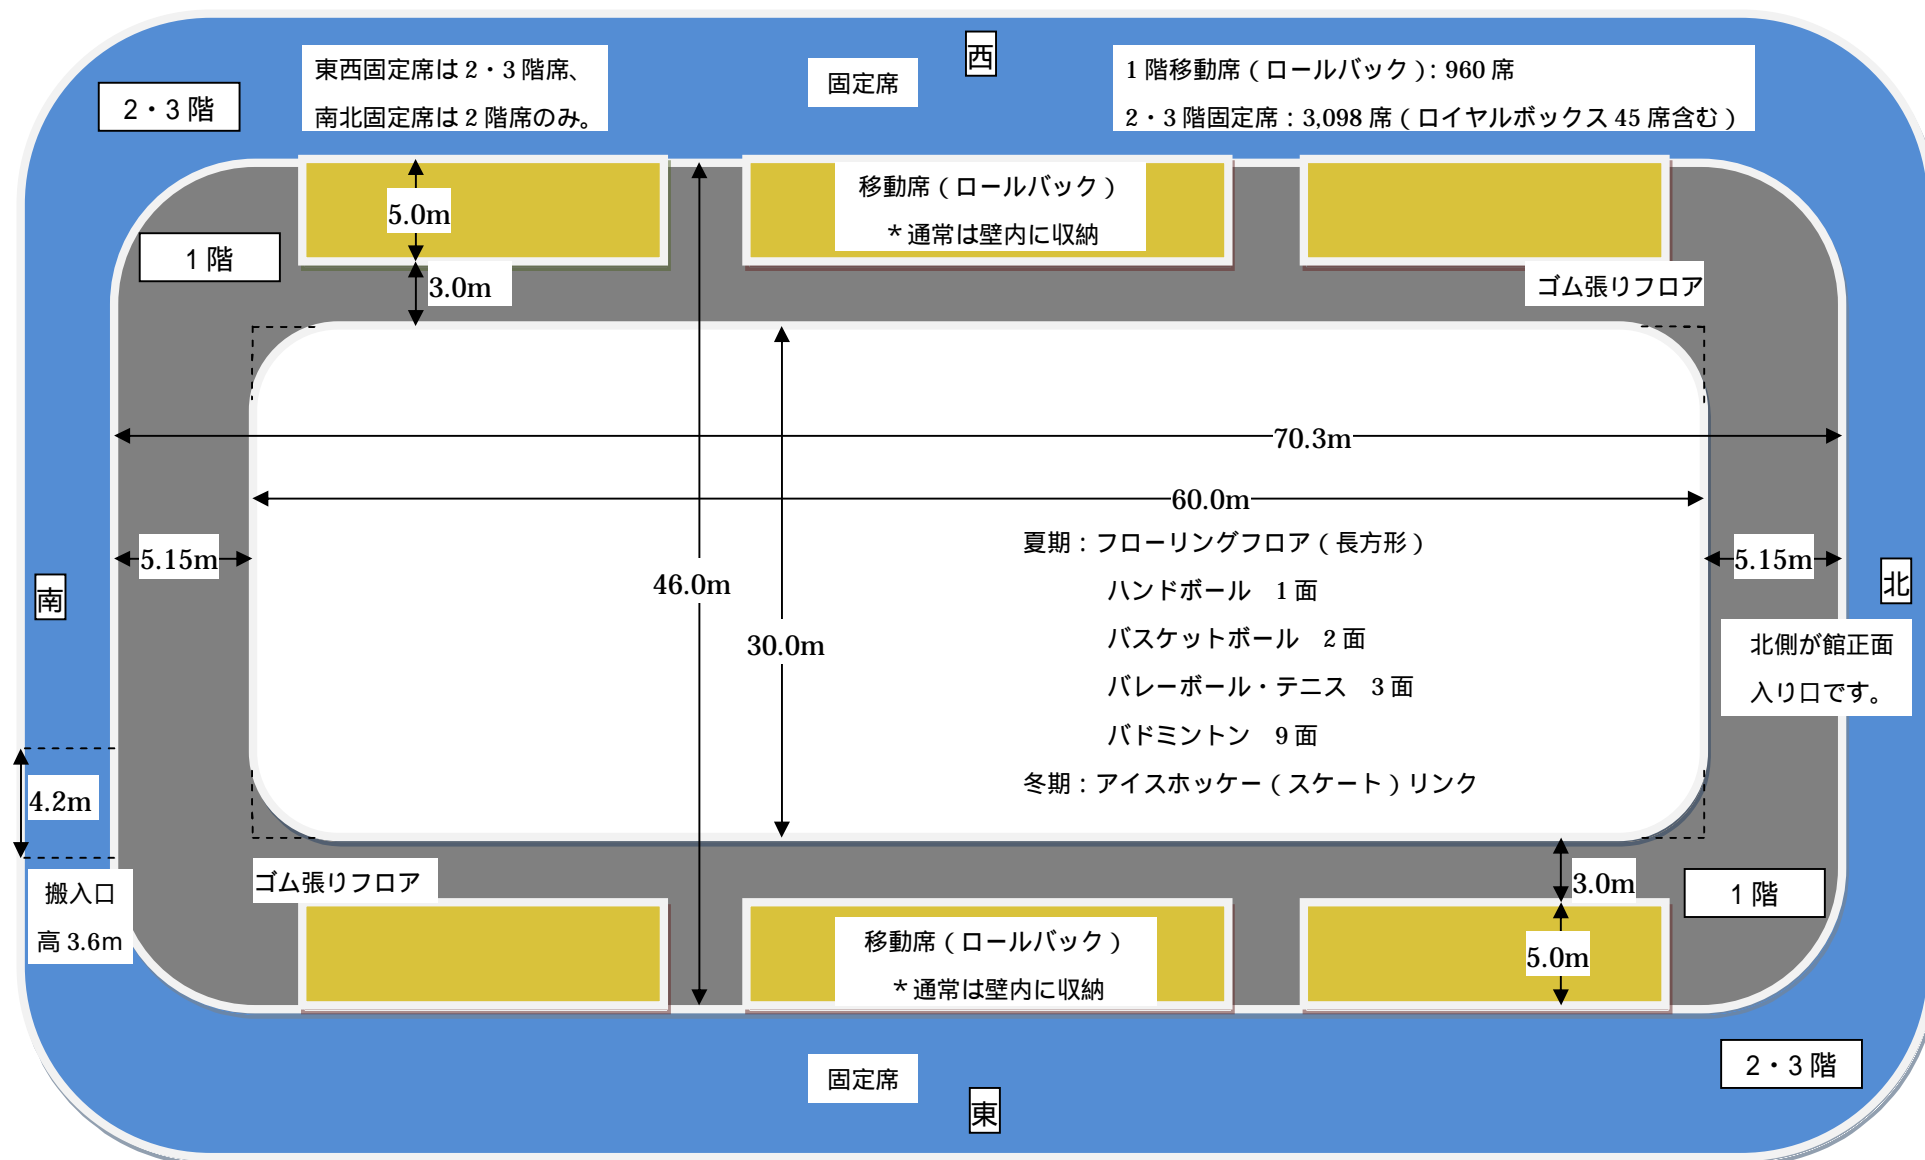 西
東西固定席は2・3階席、
南北固定席は2階席のみ。
固定席
1階移動席(ロールバック):960席
2・3階固定席:3,098席(ロイヤルボックス45席含む)
2・3階
移動席(ロールバック)
*通常は壁内に収納
5.0m
1階
3.0m
ゴム張りフロア
70.3m
60.0m
5.15m
46.0m
30.0m
夏期:フローリングフロア(長方形)
ハンドボール 1面
バスケットボール 2面
バレーボール・テニス 3面
バドミントン 9面
冬期:アイスホッケー(スケート)リンク
5.15m
南
北
北側が館正面
入り口です。
4.2m
搬入口
高3.6m
ゴム張りフロア
3.0m
1階
移動席(ロールバック)
*通常は壁内に収納
5.0m
2・3階
固定席
東